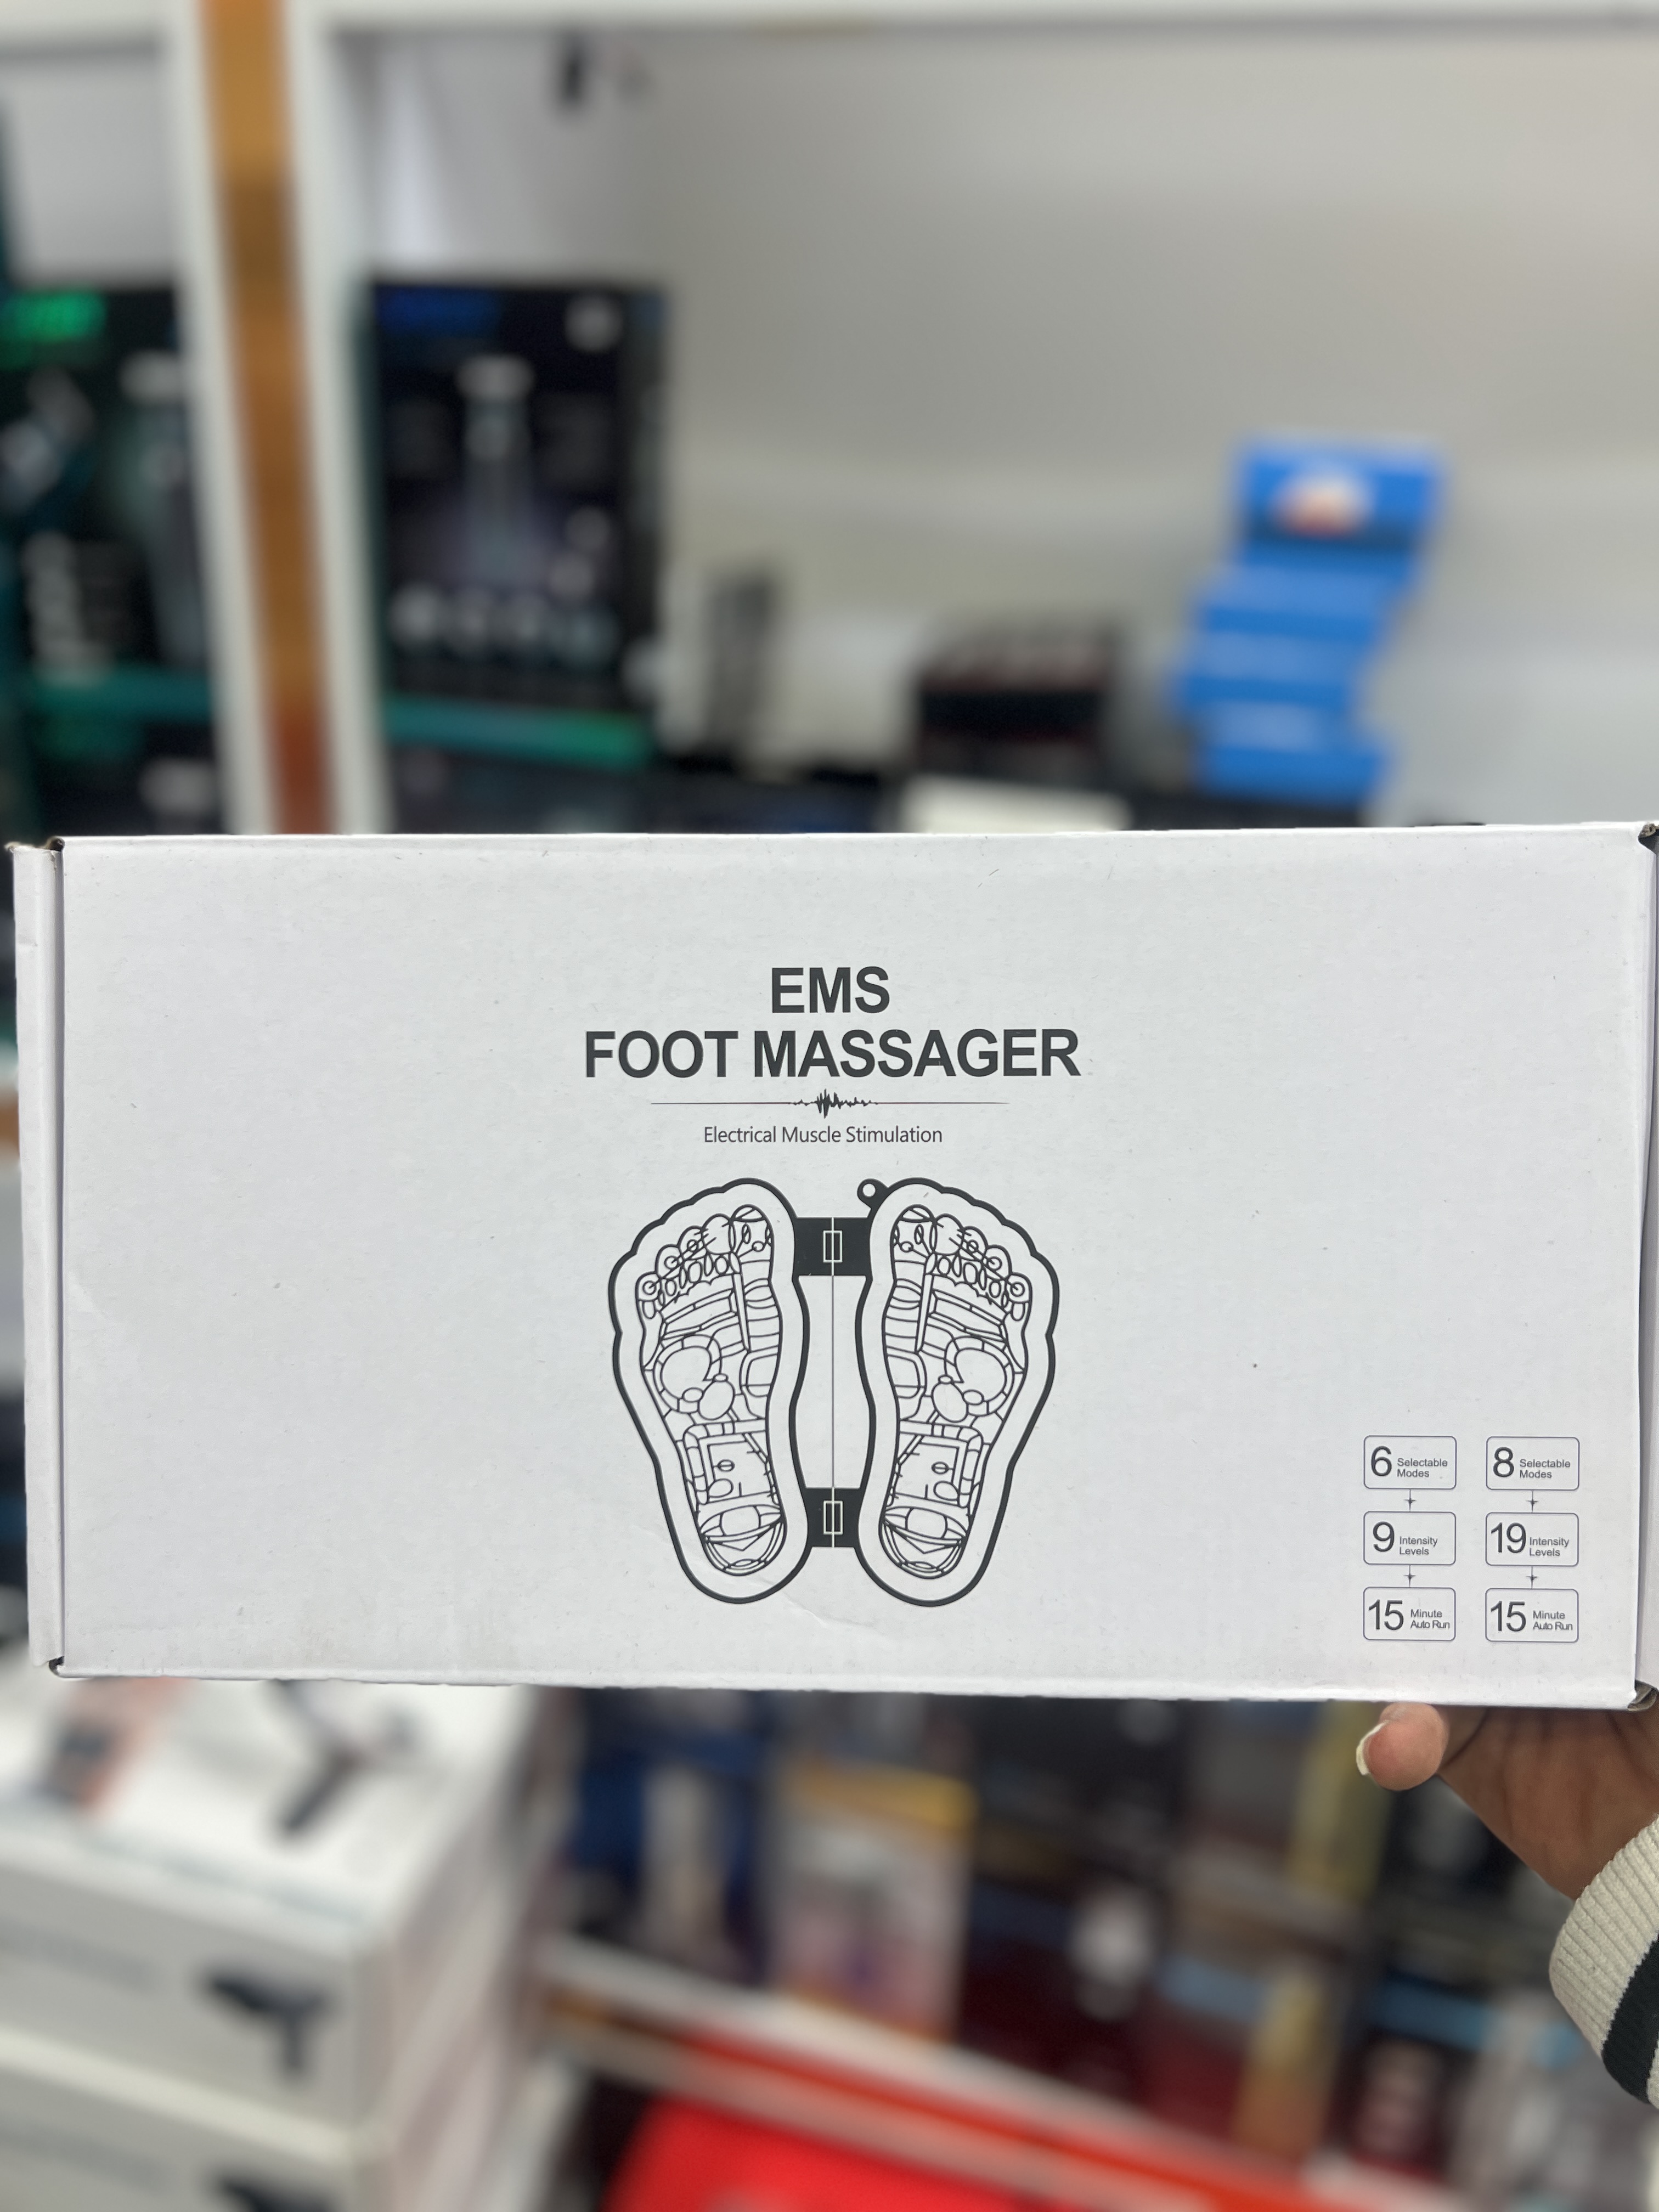 EMS
FOOT MASSAGER
Electrical Muscle Stimulation
6 Selectable Modes
8 Selectable Modes
9 Intensity Levels
19 Intensity Levels
15 Minute Auto Run
15 Minute Auto Run